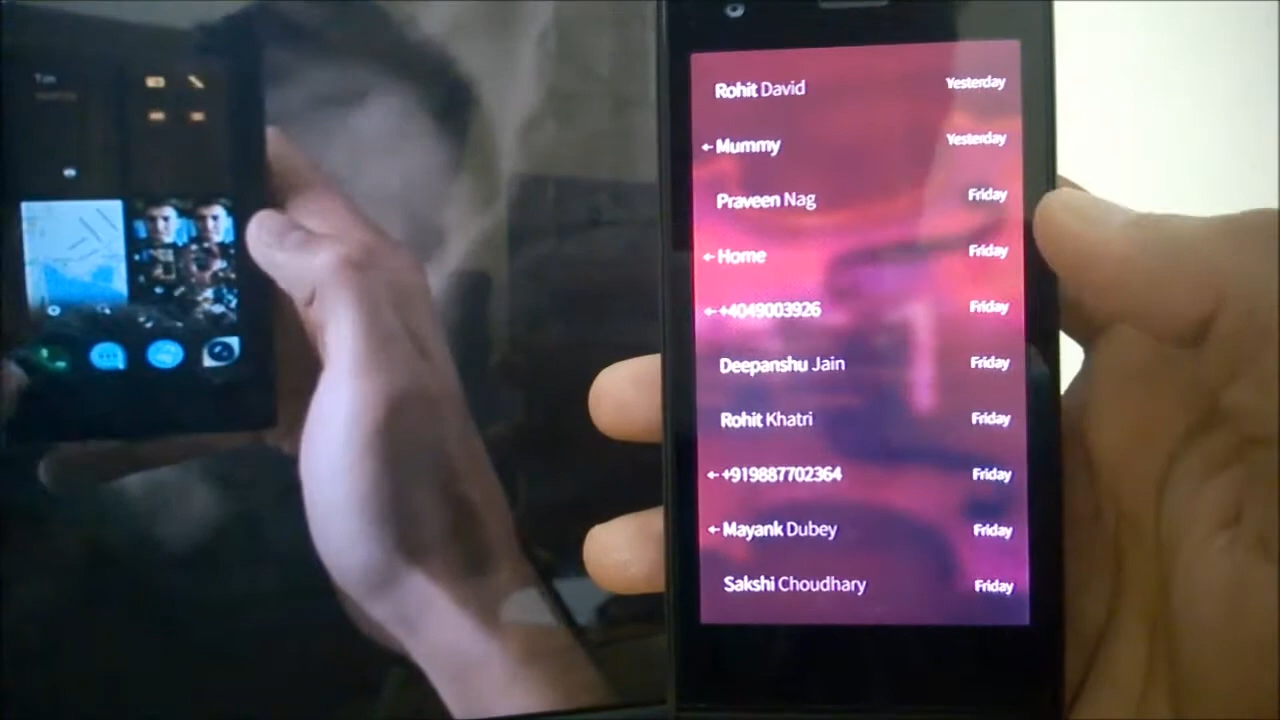 Rohit David Yesterday
←Mummy Yesterday
Praveen Nag Friday
←Home Friday
←+4049003926 Friday
Deepanshu Jain Friday
Rohit Khatri Friday
←+919887702364 Friday
←Mayank Dubey Friday
Sakshi Choudhary Friday